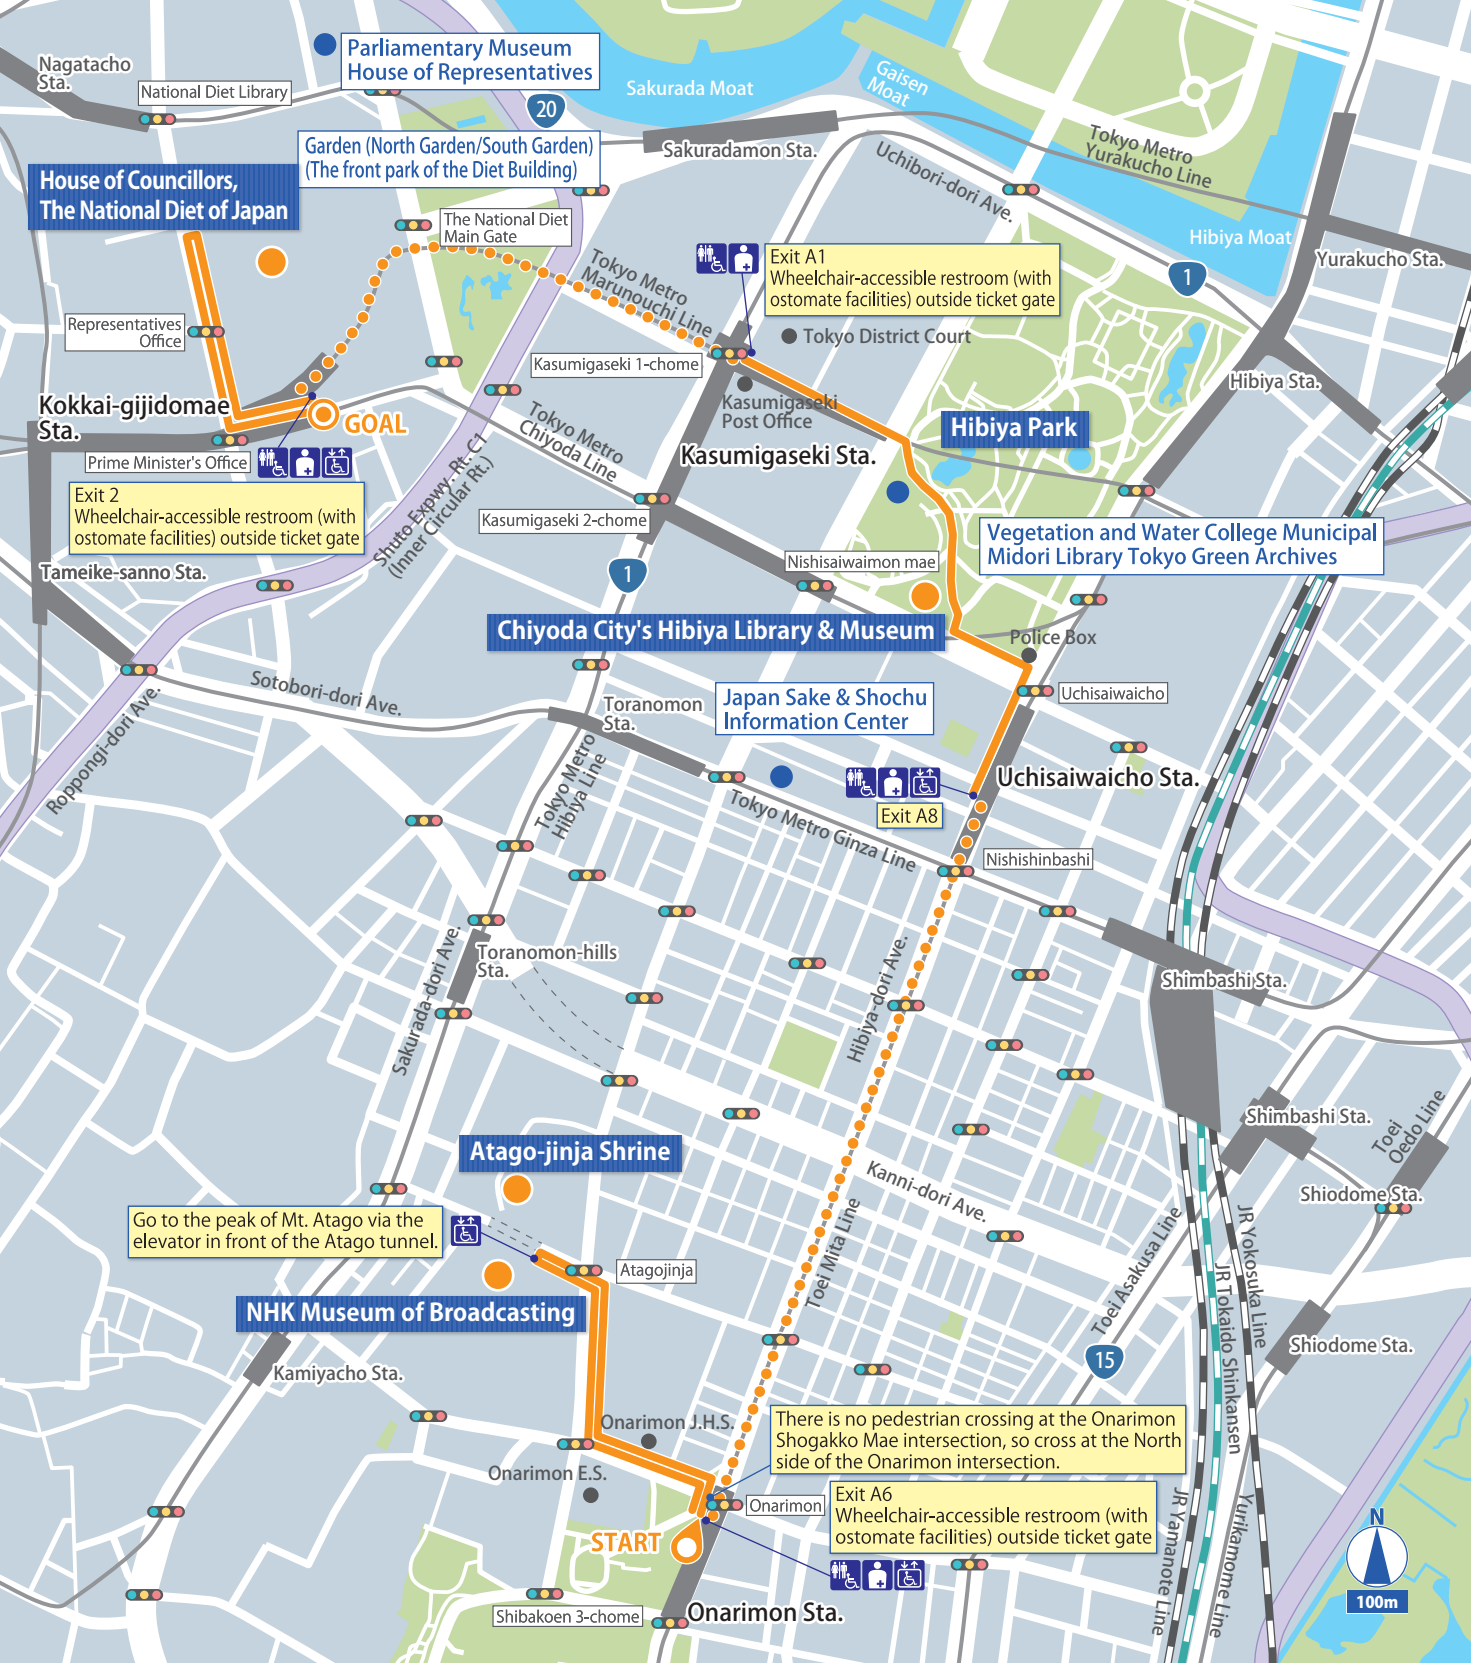 Nagatacho
Sta.
National Diet Library
Parliamentary Museum
House of Representatives
20
Garden (North Garden/South Garden)
(The front park of the Diet Building)
Sakurada Moat
Gaisen
Moat
Sakuradamon Sta.
Uchibori-dori Ave.
Tokyo Metro
Yurakucho Line
Hibiya Moat
Yurakucho Sta.
1
House of Councillors,
The National Diet of Japan
The National Diet
Main Gate
Tokyo Metro
Marunouchi Line
Exit A1
Wheelchair-accessible restroom (with
ostomate facilities) outside ticket gate
Tokyo District Court
Representatives
Office
Kasumigaseki 1-chome
Kasumigaseki
Post Office
Hibiya Sta.
Kokkai-gijidomae
Sta.
GOAL
Prime Minister's Office
Exit 2
Wheelchair-accessible restroom (with
ostomate facilities) outside ticket gate
Tameike-sanno Sta.
Shuto Expwy. Rt. C1
(Inner Circular Rt.)
Tokyo Metro
Chiyoda Line
Kasumigaseki Sta.
Hibiya Park
Kasumigaseki 2-chome
1
Nishisaiwaimon mae
Vegetation and Water College Municipal
Midori Library Tokyo Green Archives
Chiyoda City's Hibiya Library & Museum
Police Box
Uchisaiwaicho
Sotobori-dori Ave.
Roppongi-dori Ave.
Toranomon
Sta.
Japan Sake & Shochu
Information Center
Tokyo Metro
Hibiya Line
Tokyo Metro Ginza Line
Exit A8
Uchisaiwaicho Sta.
Nishishinbashi
Sakurada-dori Ave.
Toranomon-hills
Sta.
Hibiya-dori Ave.
Shimbashi Sta.
Shimbashi Sta.
Toei
Oedo Line
Shiodome Sta.
Atago-jinja Shrine
Kanni-dori Ave.
Go to the peak of Mt. Atago via the
elevator in front of the Atago tunnel.
Atagojinja
NHK Museum of Broadcasting
Toei Mita Line
Toei Asakusa Line
JR Yokosuka Line
JR Tokaido Shinkansen
Shiodome Sta.
15
Kamiyacho Sta.
Onarimon J.H.S.
Onarimon E.S.
There is no pedestrian crossing at the Onarimon
Shogakko Mae intersection, so cross at the North
side of the Onarimon intersection.
Onarimon
Exit A6
Wheelchair-accessible restroom (with
ostomate facilities) outside ticket gate
START
JR Yamanote Line
Yurikamome Line
N
100m
Shibakoen 3-chome
Onarimon Sta.